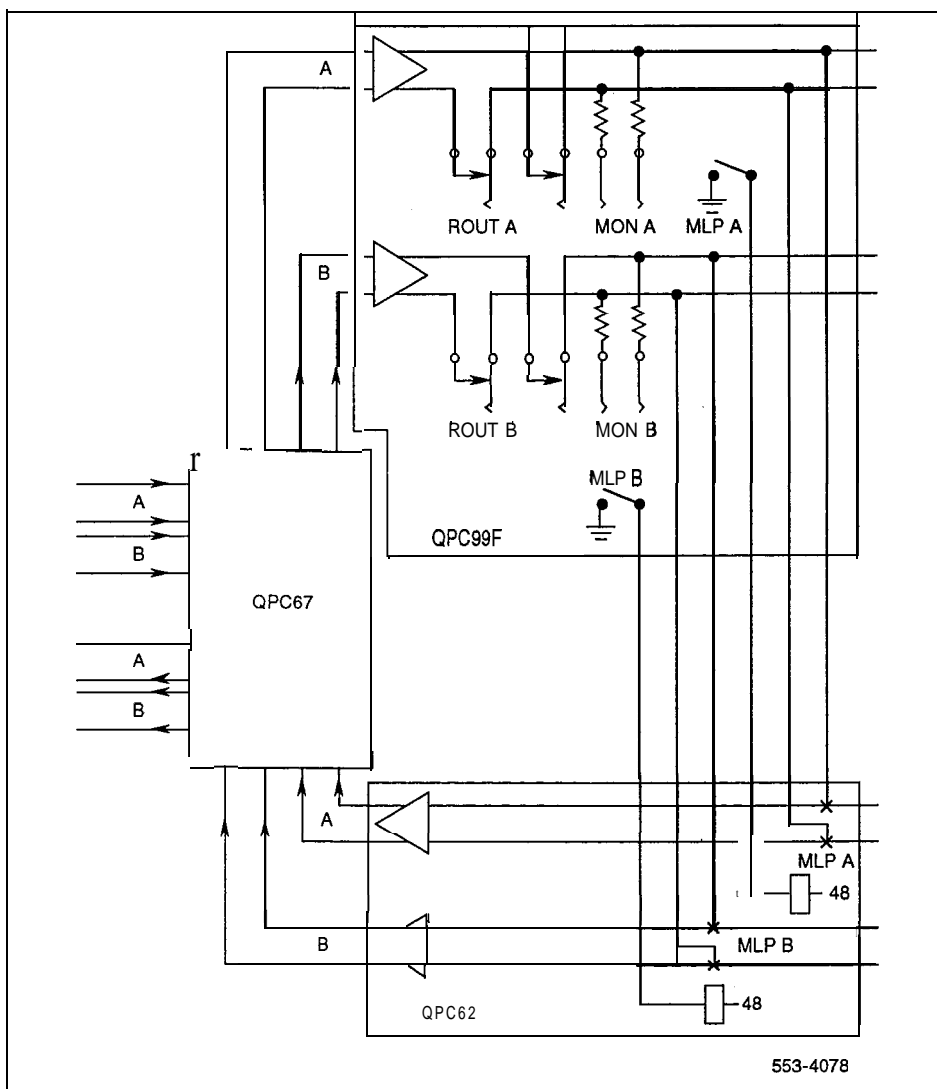 A
ROUT A
MON A
MLP A
B
ROUT B
MON B
MLP B
QPC99F
r
A
B
QPC67
A
B
A
MLP A
48
B
MLP B
48
QPC62
553-4078